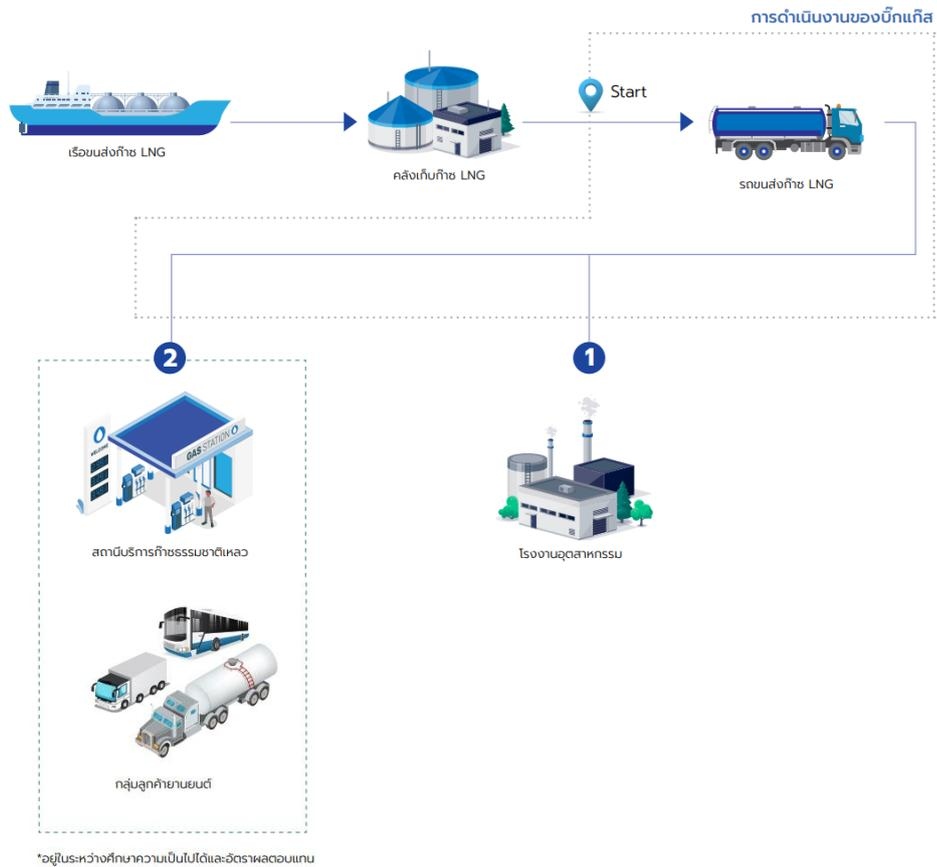 การดำเนินงานของบิ๊กแก๊ส
Start
เรือขนส่งก๊าซ LNG
คลังเก็บก๊าซ LNG
รถขนส่งก๊าซ LNG
2
1
WELCOME
GAS STATION
สถานีบริการก๊าซธรรมชาติเหลว
โรงงานอุตสาหกรรม
กลุ่มลูกค้ายานยนต์
*อยู่ในระหว่างศึกษาความเป็นไปได้และอัตราผลตอบแทน